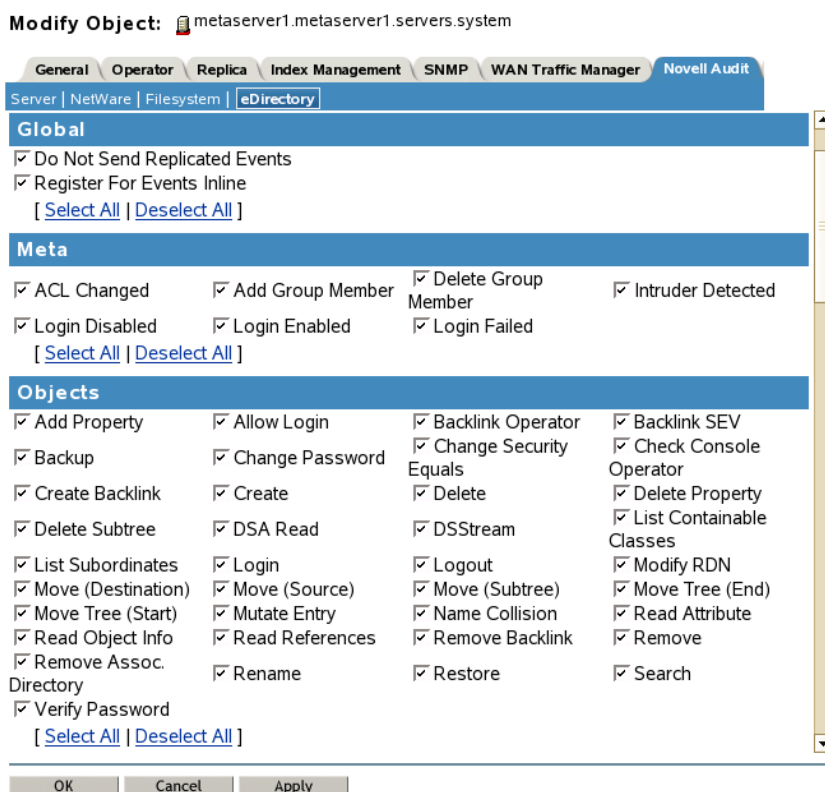 Modify Object: metaserver1.metaserver1.servers.system
General Operator Replica Index Management SNMP WAN Traffic Manager Novell Audit
Server | NetWare | Filesystem | eDirectory
Global
Do Not Send Replicated Events
Register For Events Inline
[ Select All | Deselect All ]
Meta
ACL Changed Add Group Member Delete Group Member Intruder Detected
Login Disabled Login Enabled Login Failed
[ Select All | Deselect All ]
Objects
Add Property Allow Login Backlink Operator Backlink SEV
Backup Change Password Change Security Equals Check Console Operator
Create Backlink Create Delete Delete Property
Delete Subtree DSA Read DSStream List Containable Classes
List Subordinates Login Logout Modify RDN
Move (Destination) Move (Source) Move (Subtree) Move Tree (End)
Move Tree (Start) Mutate Entry Name Collision Read Attribute
Read Object Info Read References Remove Backlink Remove
Remove Assoc. Directory Rename Restore Search
Verify Password
[ Select All | Deselect All ]
OK Cancel Apply